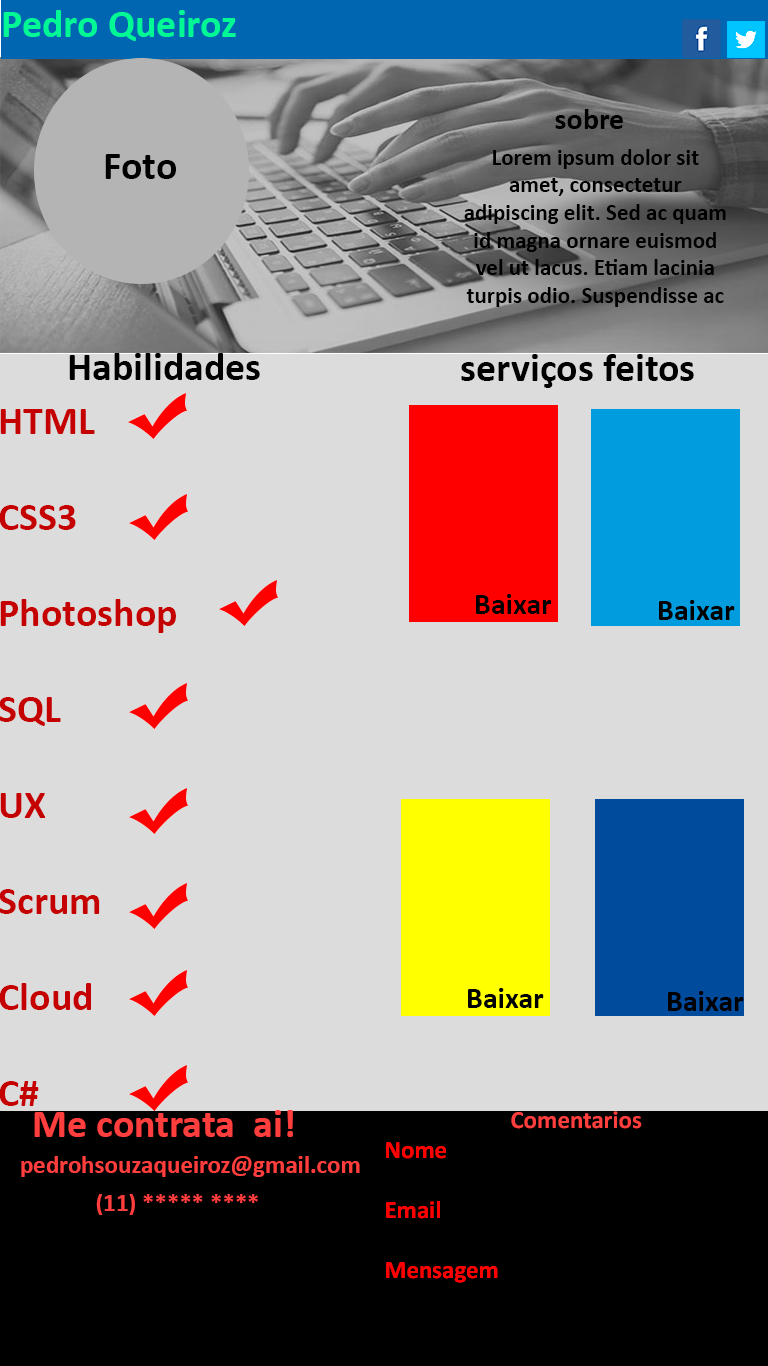 Pedro Queiroz
f
Foto
sobre
Lorem ipsum dolor sit
amet, consectetur
adipiscing elit. Sed ac quam
id magna ornare euismod
vel ut lacus. Etiam lacinia
turpis odio. Suspendisse ac
Habilidades
HTML
CSS3
Photoshop
SQL
UX
Scrum
Cloud
C#
serviços feitos
Baixar
Baixar
Baixar
Baixar
Me contrata ai!
pedrohsouzaqueiroz@gmail.com
(11) ***** ****
Comentarios
Nome
Email
Mensagem